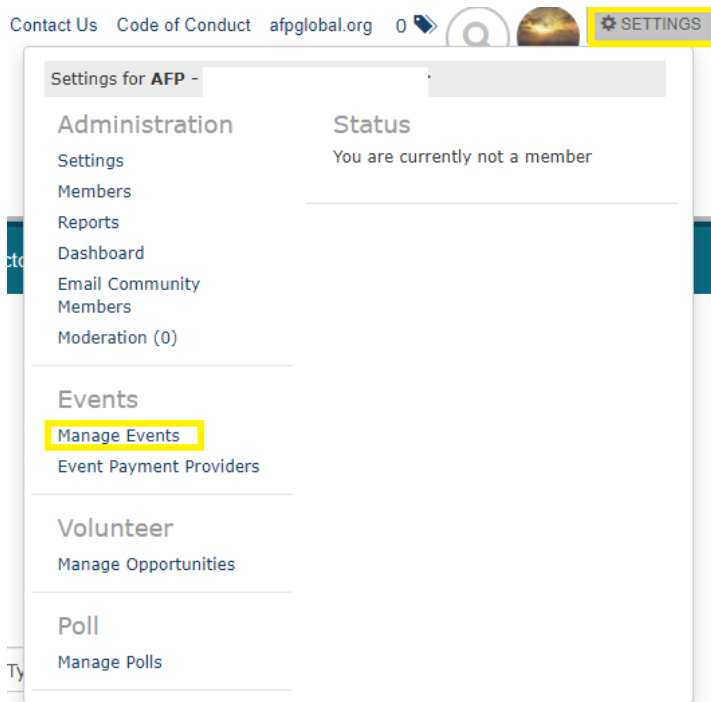 Contact Us Code of Conduct afpglobal.org 0 SETTINGS
Settings for AFP -
Administration
Settings
Members
Reports
Dashboard
Email Community
Members
Moderation (0)
Status
You are currently not a member
Events
Manage Events
Event Payment Providers
Volunteer
Manage Opportunities
Poll
Manage Polls